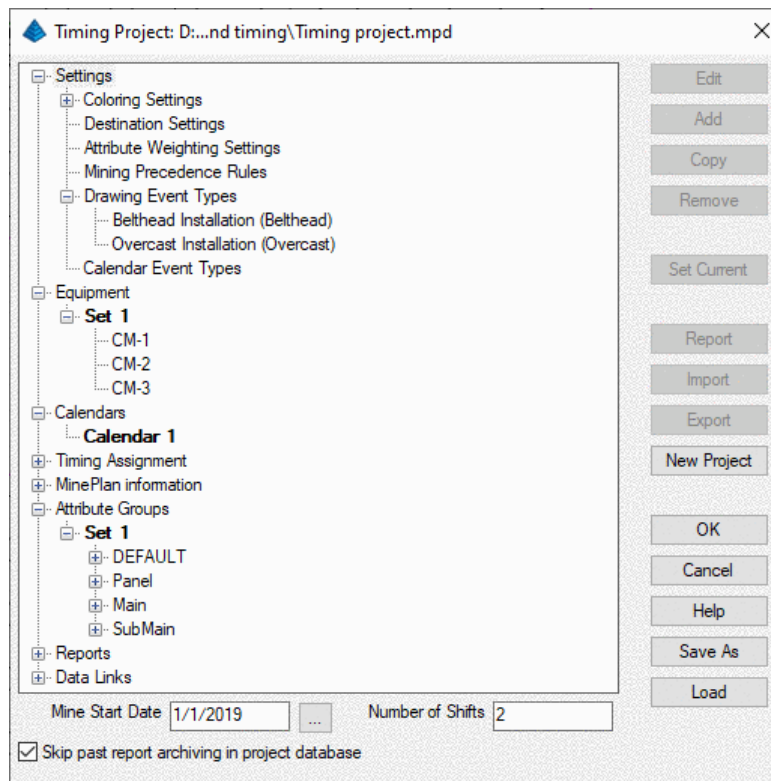 Timing Project: D:...nd timing\Timing project.mpd
Settings
Coloring Settings
Destination Settings
Attribute Weighting Settings
Mining Precedence Rules
Drawing Event Types
Belthead Installation (Belthead)
Overcast Installation (Overcast)
Calendar Event Types
Equipment
Set 1
CM-1
CM-2
CM-3
Calendars
Calendar 1
Timing Assignment
MinePlan information
Attribute Groups
Set 1
DEFAULT
Panel
Main
SubMain
Reports
Data Links
Edit
Add
Copy
Remove
Set Current
Report
Import
Export
New Project
OK
Cancel
Help
Save As
Load
Mine Start Date 1/1/2019 ... Number of Shifts 2
Skip past report archiving in project database